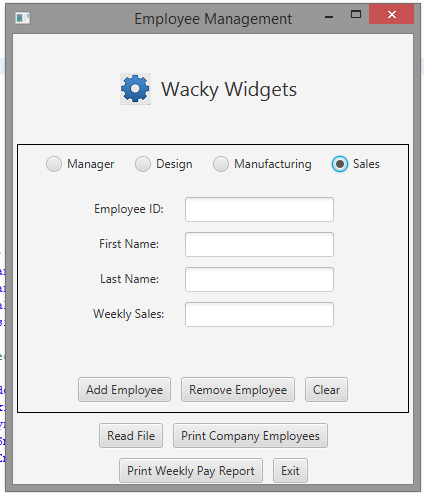 Employee Management
Wacky Widgets
Manager Design Manufacturing Sales
Employee ID:
First Name:
Last Name:
Weekly Sales:
Add Employee Remove Employee Clear
Read File Print Company Employees
Print Weekly Pay Report Exit